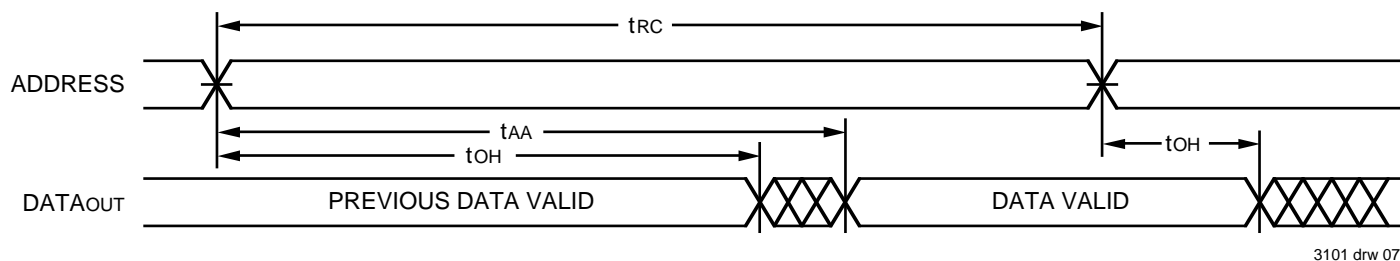 tRC
ADDRESS
tAA
tOH
tOH
DATAOUT
PREVIOUS DATA VALID
DATA VALID
3101 drw 07